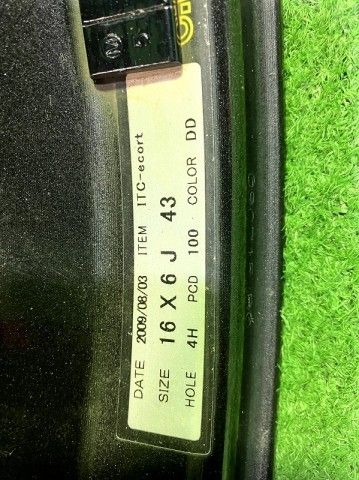 DATE 2009/08/03 ITEM ITC-ecort
SIZE 16 X 6 J 43
HOLE 4H PCD 100 COLOR DD